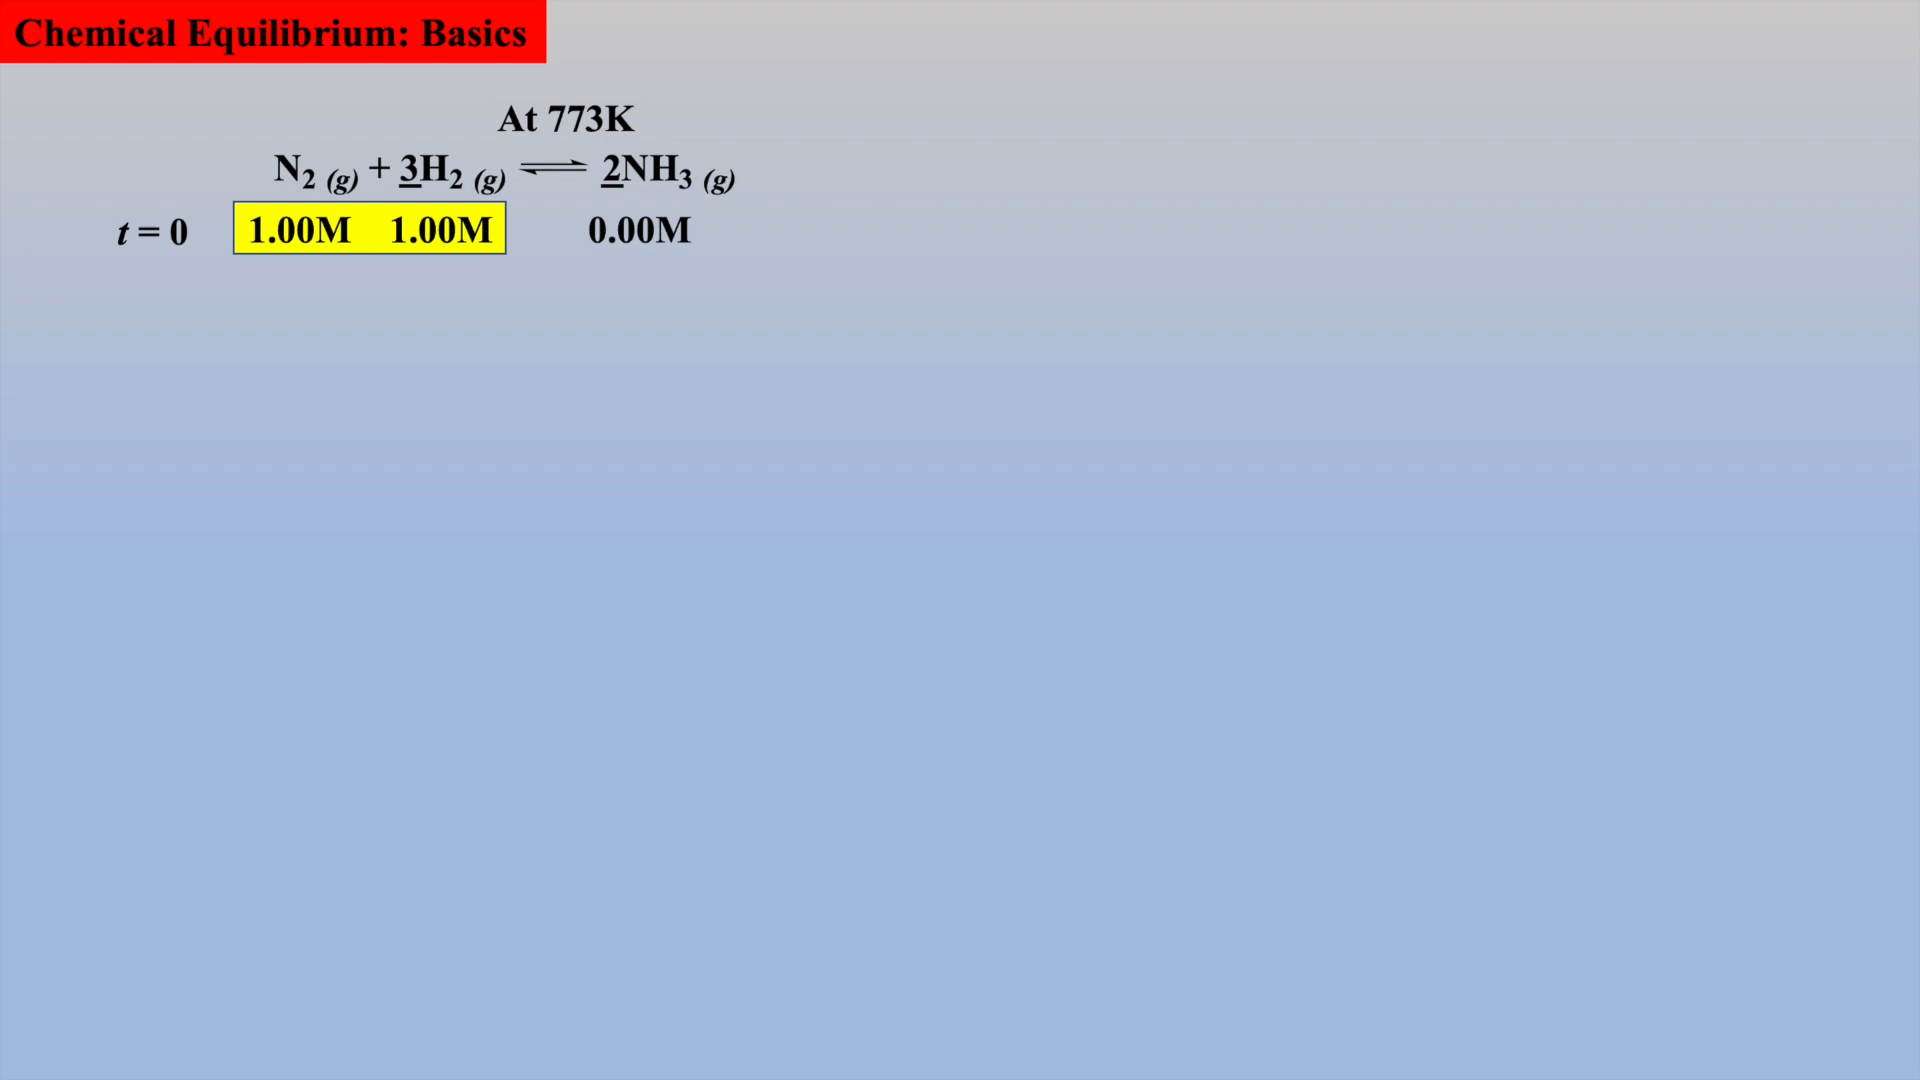 Chemical Equilibrium: Basics
At 773K
N₂ (g) + 3H₂ (g) ⇌ 2NH₃ (g)
t = 0 1.00M 1.00M 0.00M